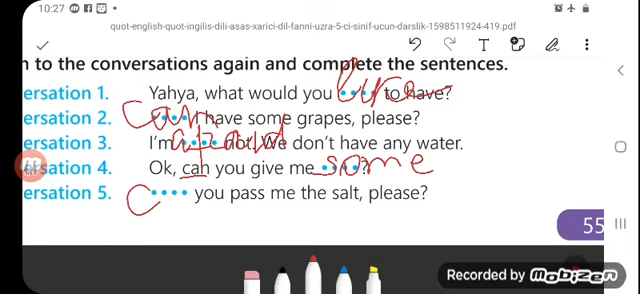 10:27
quot-english-quot-ingilis-dili-asas-xarici-dil-fanni-uzra-5-ci-sinif-ucun-darslik-1598511924-419.pdf
n to the conversations again and complete the sentences.
ersation 1. Yahya, what would you like to have?
ersation 2. Can I have some grapes, please?
ersation 3. I'm not. We don't have any water.
ersation 4. Ok, can you give me some?
ersation 5. C •••• you pass me the salt, please?
55
Recorded by Mobizen